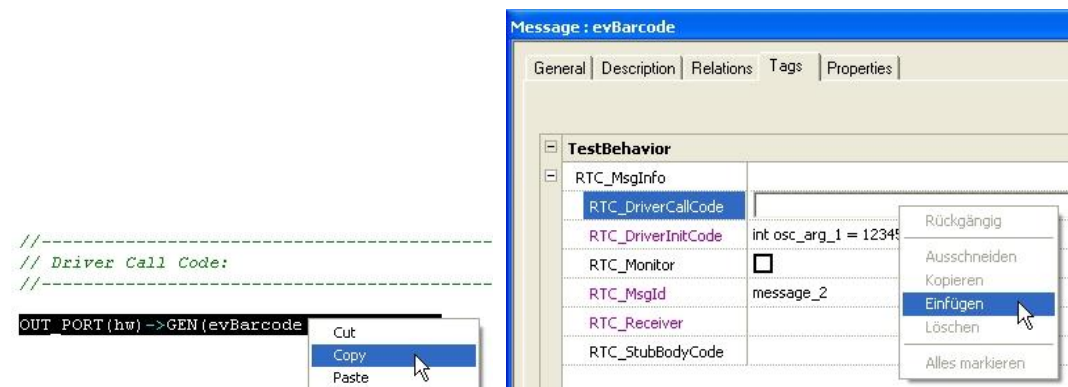 //-------------------------------------------
// Driver Call Code:
//-------------------------------------------
OUT_PORT(hw)->GEN(evBarcode
Cut
Copy
Paste
Message : evBarcode
General Description Relations Tags Properties
TestBehavior
RTC_MsgInfo
RTC_DriverCallCode
RTC_DriverInitCode int osc_arg_1 = 12345
RTC_Monitor
RTC_MsgId message_2
RTC_Receiver
RTC_StubBodyCode
Rückgängig
Ausschneiden
Kopieren
Einfügen
Löschen
Alles markieren